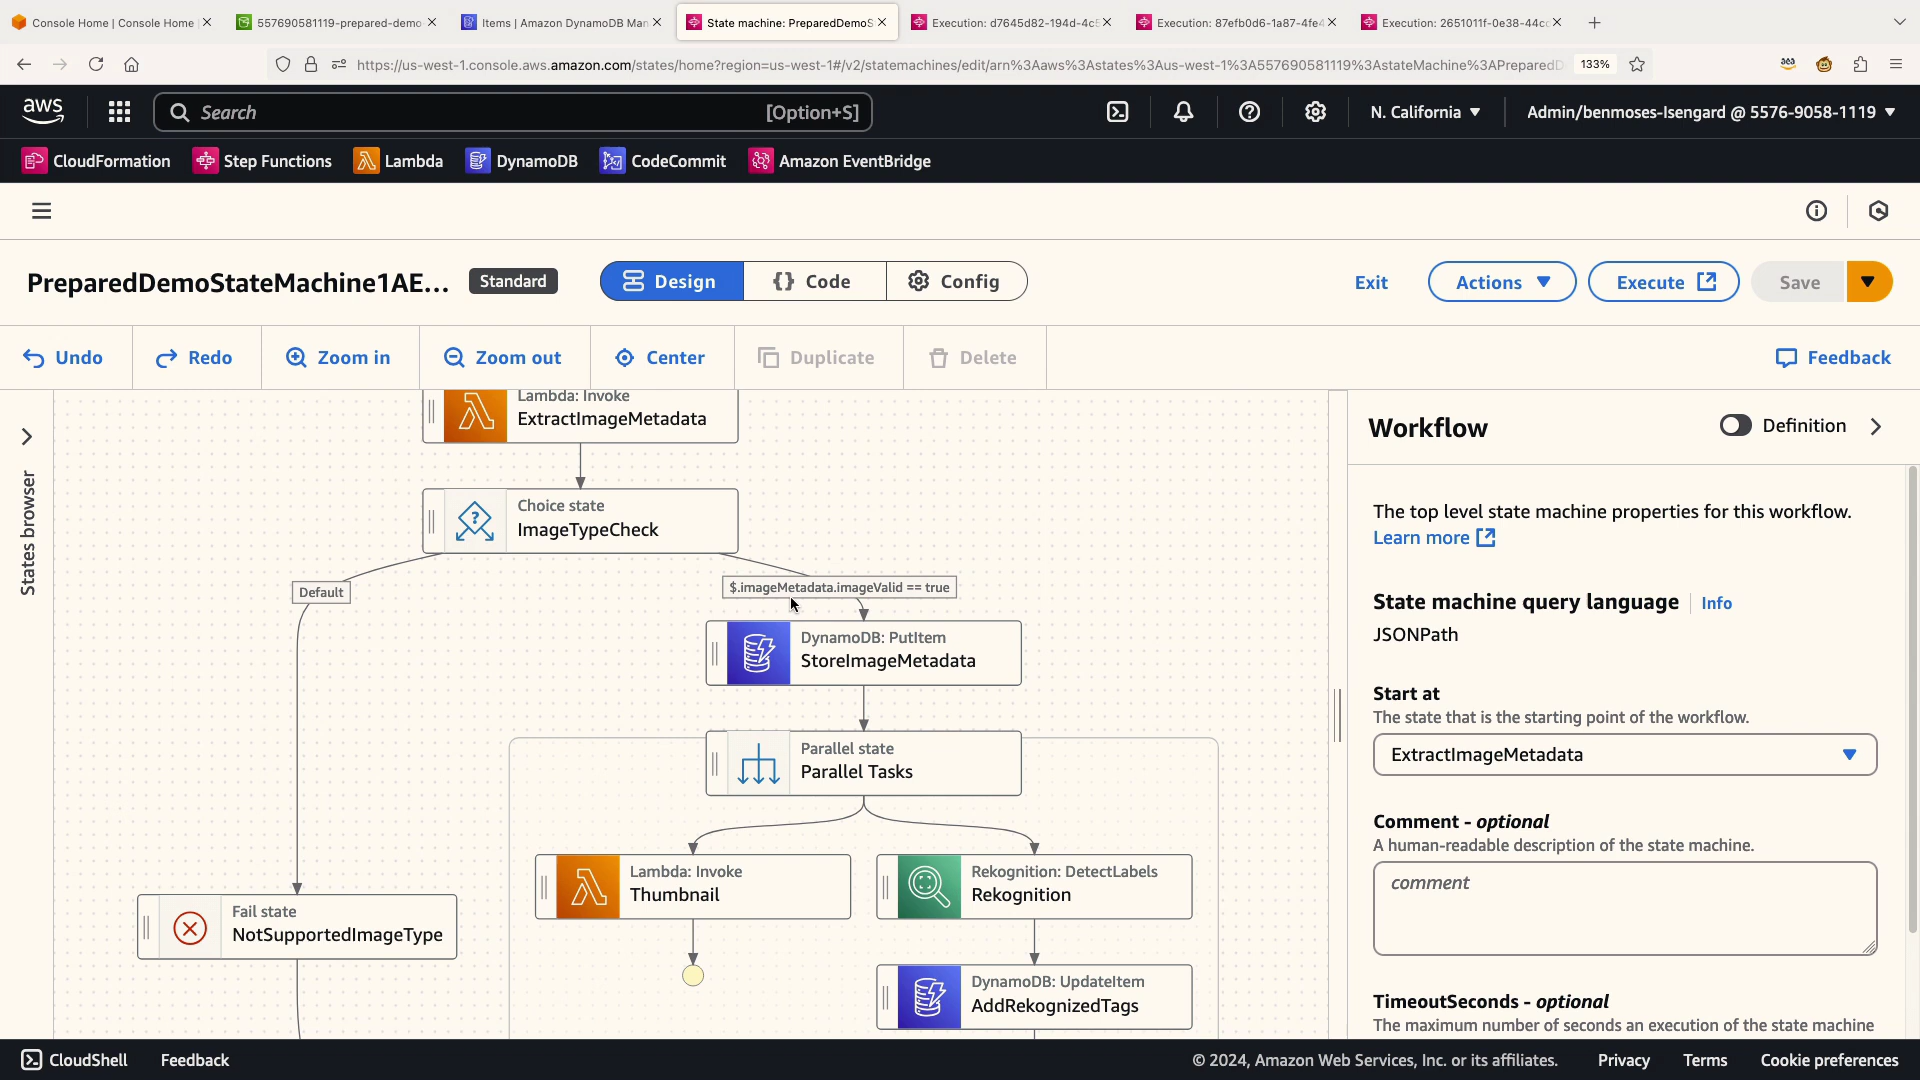 Console Home | Console Home
557690581119-prepared-demo
Items | Amazon DynamoDB Man
State machine: PreparedDemoS
Execution: d7645d82-194d-4c5
Execution: 87efb0d6-1a87-4fe4
Execution: 2651011f-0e38-44cc
https://us-west-1.console.aws.amazon.com/states/home?region=us-west-1#/v2/statemachines/edit/arn%3Aaws%3Astates%3Aus-west-1%3A557690581119%3AstateMachine%3APreparedD
133%
aws
Search
[Option+S]
N. California
Admin/benmoses-Isengard @ 5576-9058-1119
CloudFormation
Step Functions
Lambda
DynamoDB
CodeCommit
Amazon EventBridge
PreparedDemoStateMachine1AE...
Standard
Design
{} Code
Config
Exit
Actions
Execute
Save
Undo
Redo
Zoom in
Zoom out
Center
Duplicate
Delete
Feedback
States browser
Lambda: Invoke
ExtractImageMetadata
Choice state
ImageTypeCheck
Default
$.imageMetadata.imageValid == true
DynamoDB: PutItem
StoreImageMetadata
Parallel state
Parallel Tasks
Lambda: Invoke
Thumbnail
Rekognition: DetectLabels
Rekognition
Fail state
NotSupportedImageType
DynamoDB: UpdateItem
AddRekognizedTags
Workflow
Definition
The top level state machine properties for this workflow.
Learn more
State machine query language
Info
JSONPath
Start at
The state that is the starting point of the workflow.
ExtractImageMetadata
Comment - optional
A human-readable description of the state machine.
comment
TimeoutSeconds - optional
The maximum number of seconds an execution of the state machine
CloudShell
Feedback
© 2024, Amazon Web Services, Inc. or its affiliates.
Privacy
Terms
Cookie preferences